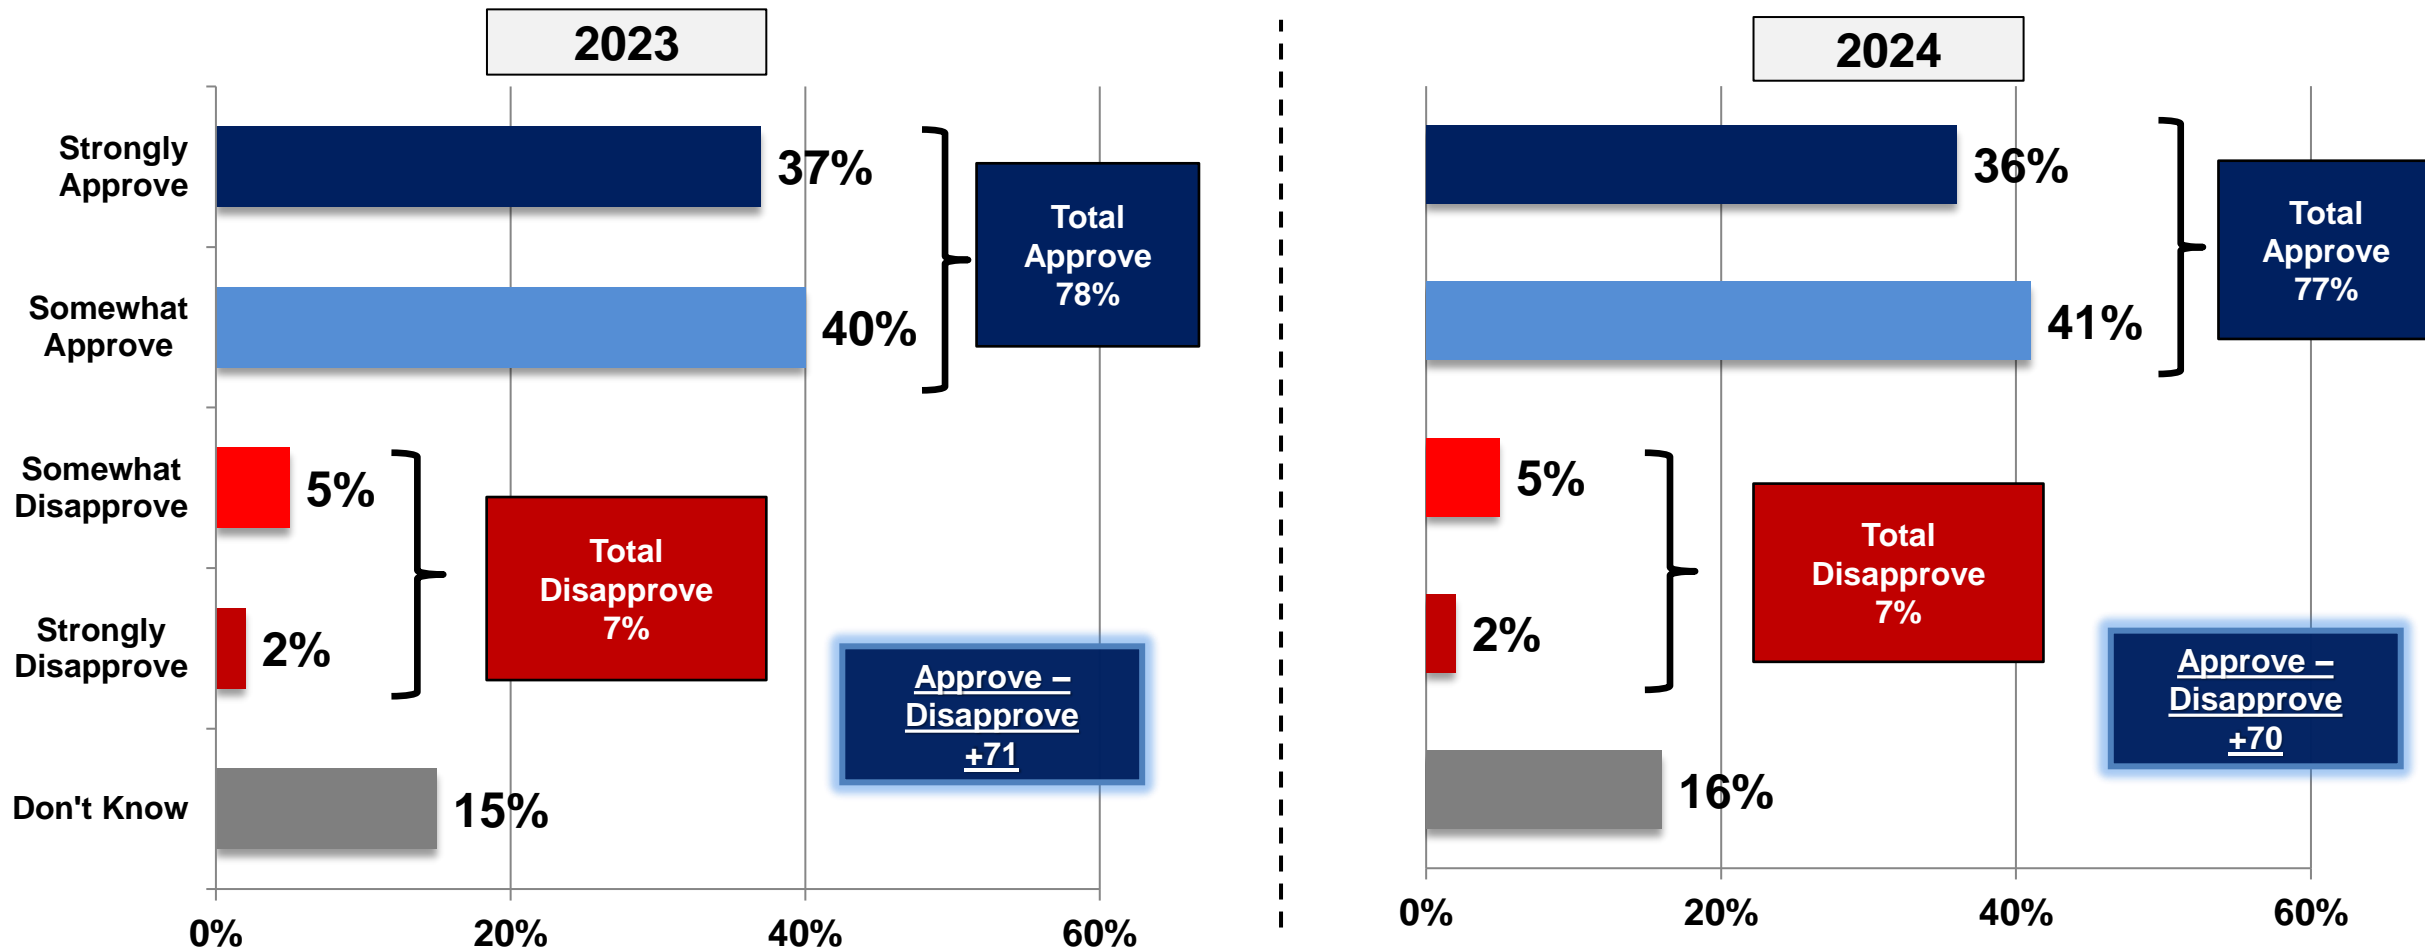 2023
Strongly
Approve
37%
Somewhat
Approve
40%
Total
Approve
78%
Somewhat
Disapprove
5%
Strongly
Disapprove
2%
Total
Disapprove
7%
Don't Know
15%
Approve –
Disapprove
+71
0%
20%
40%
60%
2024
36%
41%
Total
Approve
77%
5%
2%
Total
Disapprove
7%
16%
Approve –
Disapprove
+70
0%
20%
40%
60%